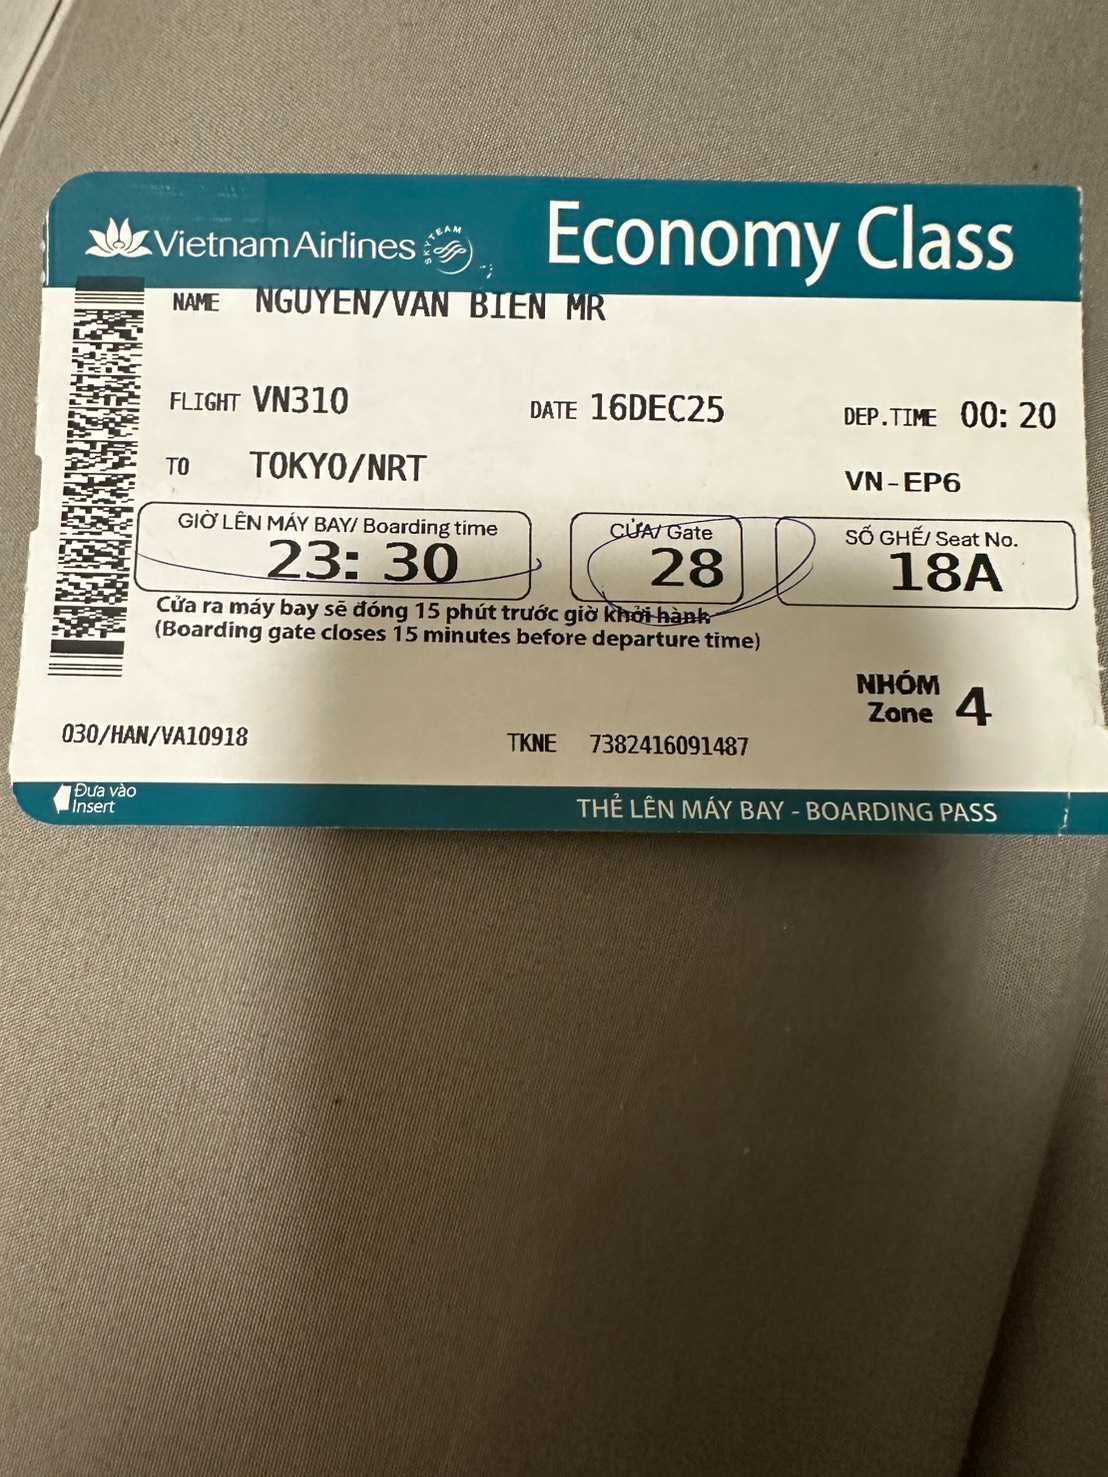 Vietnam Airlines SKYTEAM Economy Class
NAME NGUYEN/VAN BIEN MR
FLIGHT VN310 DATE 16DEC25 DEP.TIME 00:20
TO TOKYO/NRT VN-EP6
GIỜ LÊN MÁY BAY/ Boarding time CỬA/ Gate SỐ GHẾ/ Seat No.
23:30 28 18A
Cửa ra máy bay sẽ đóng 15 phút trước giờ khởi hành.
(Boarding gate closes 15 minutes before departure time)
NHÓM
Zone 4
030/HAN/VA10918 TKNE 7382416091487
Đưa vào
Insert
THẺ LÊN MÁY BAY - BOARDING PASS